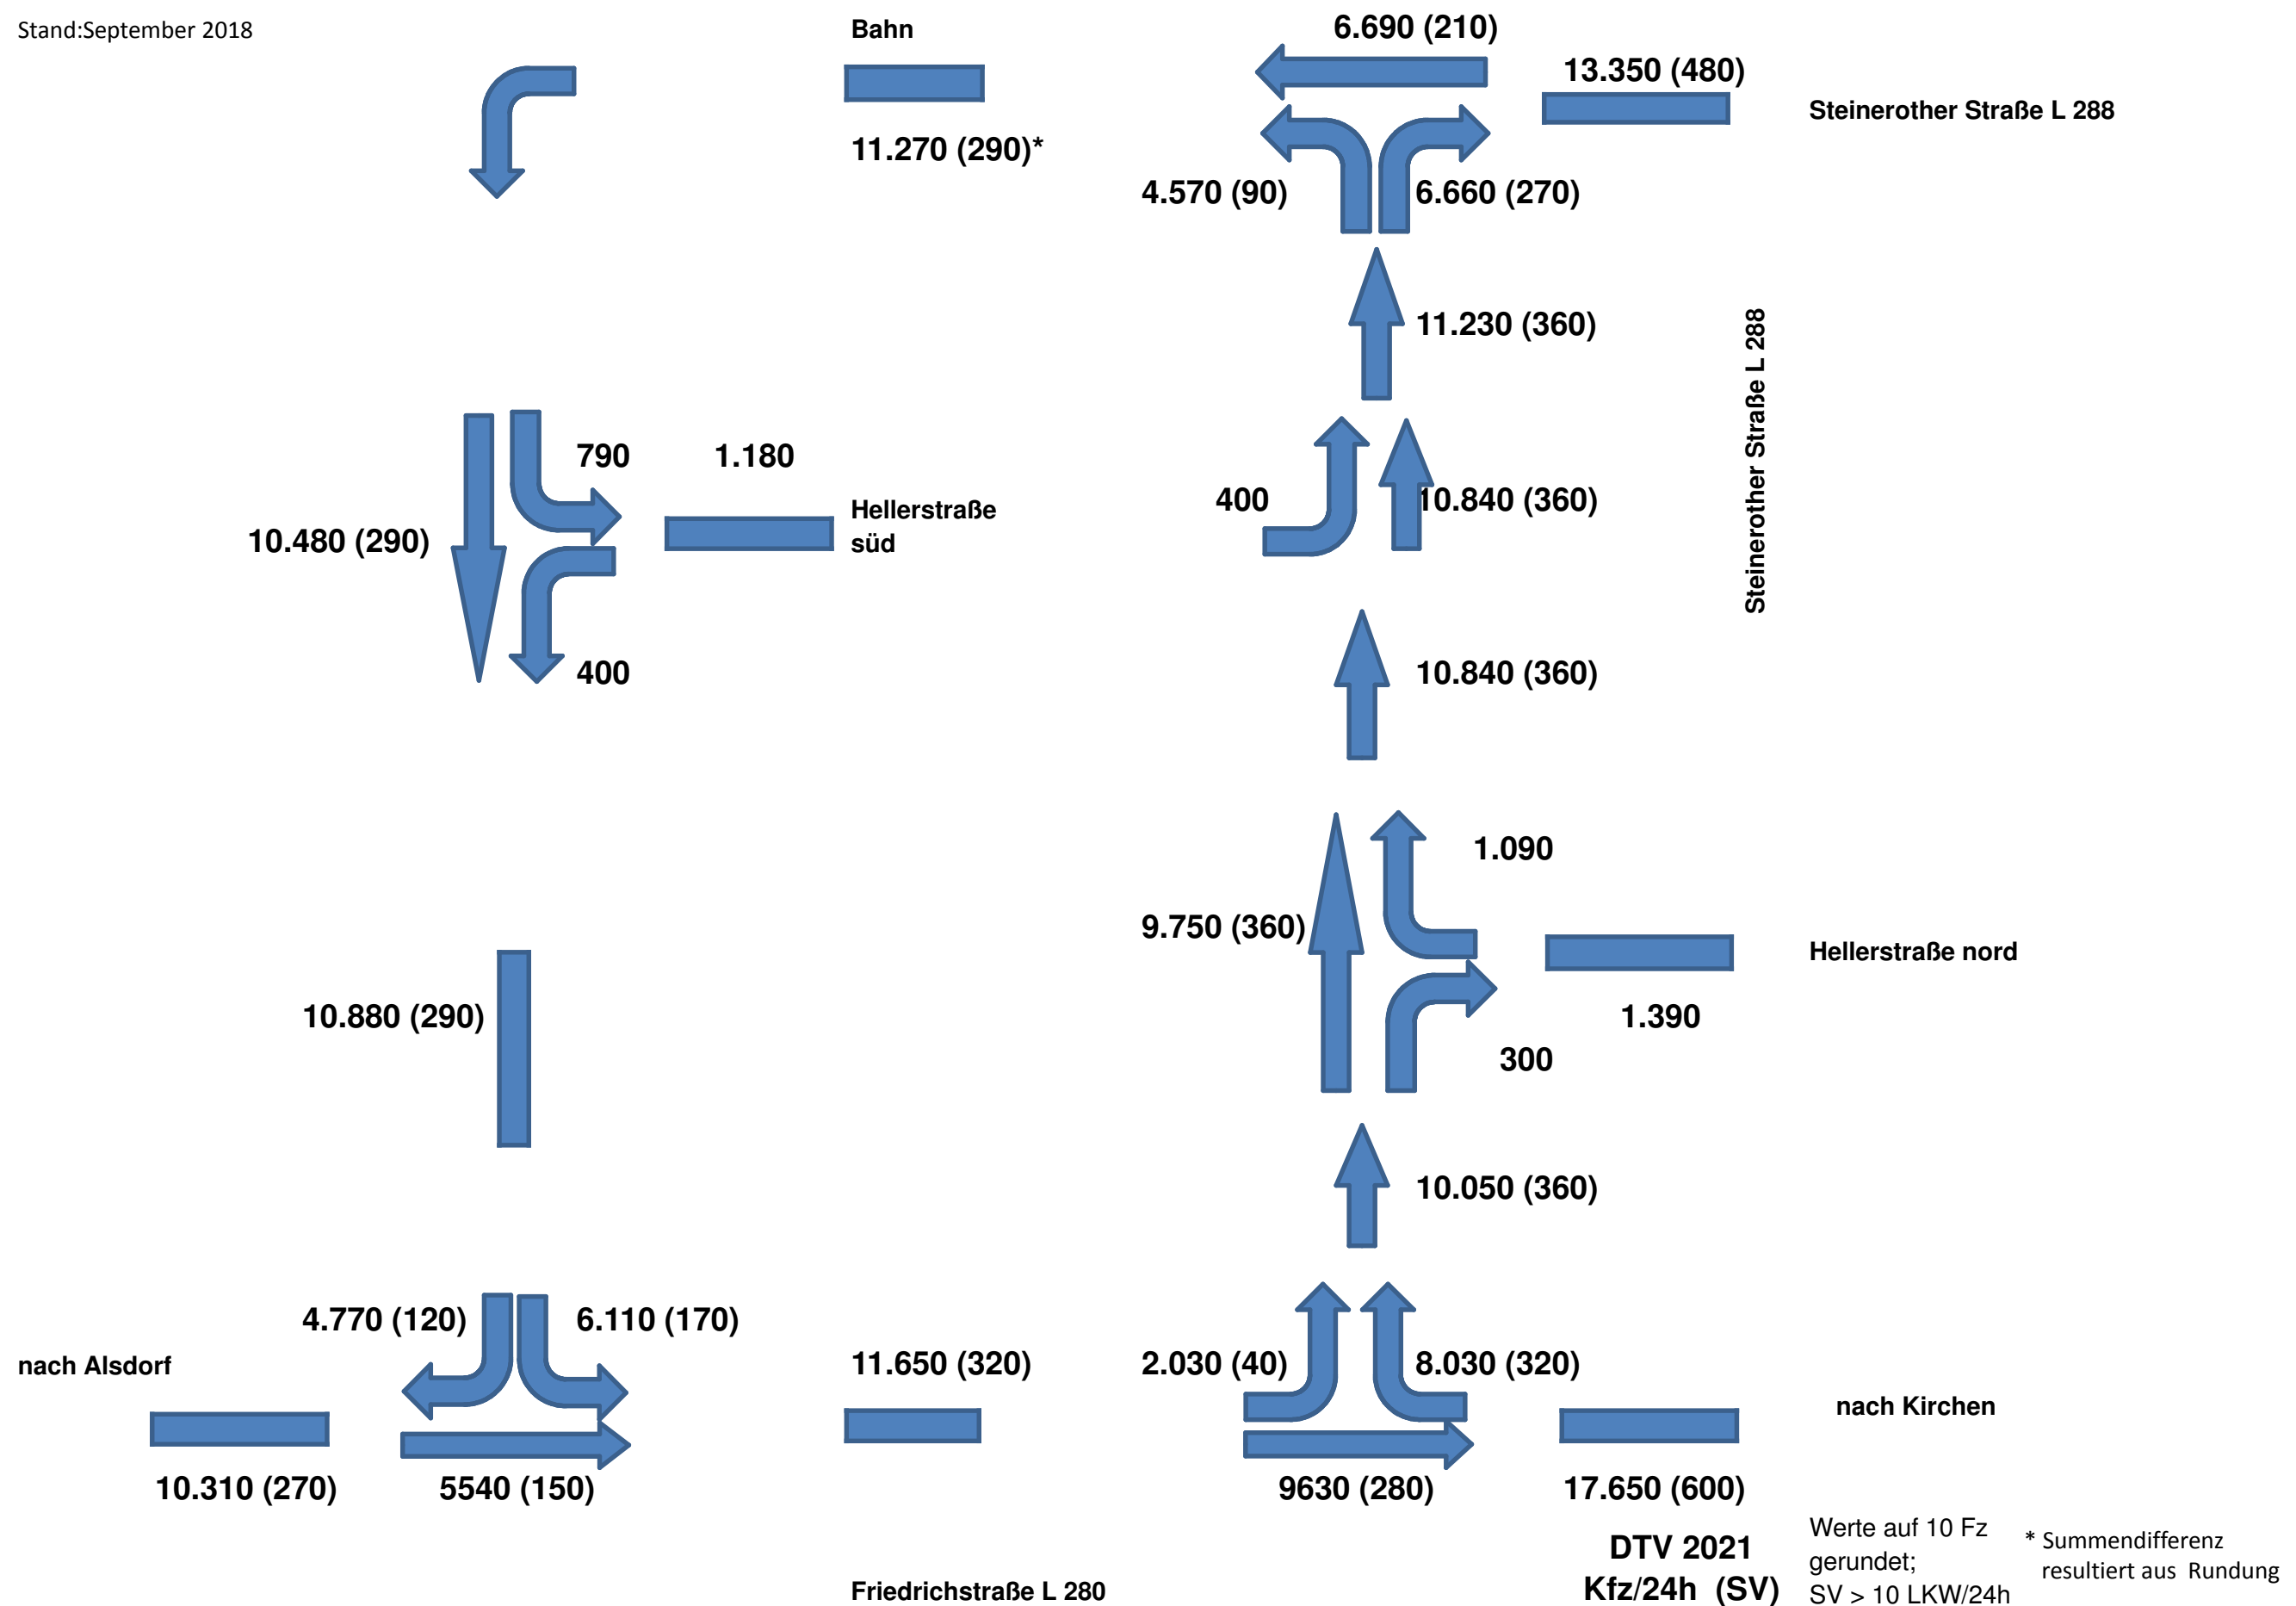 Stand:September 2018
Bahn
6.690 (210)
13.350 (480)
Steinerother Straße L 288
11.270 (290)*
4.570 (90)
6.660 (270)
11.230 (360)
Steinerother Straße L 288
790
1.180
Hellerstraße
süd
10.480 (290)
400
400
10.840 (360)
10.840 (360)
1.090
9.750 (360)
Hellerstraße nord
10.880 (290)
1.390
300
10.050 (360)
4.770 (120)
6.110 (170)
nach Alsdorf
11.650 (320)
2.030 (40)
8.030 (320)
nach Kirchen
10.310 (270)
5540 (150)
9630 (280)
17.650 (600)
DTV 2021
Kfz/24h (SV)
Werte auf 10 Fz
gerundet;
SV > 10 LKW/24h
* Summendifferenz
resultiert aus Rundung
Friedrichstraße L 280